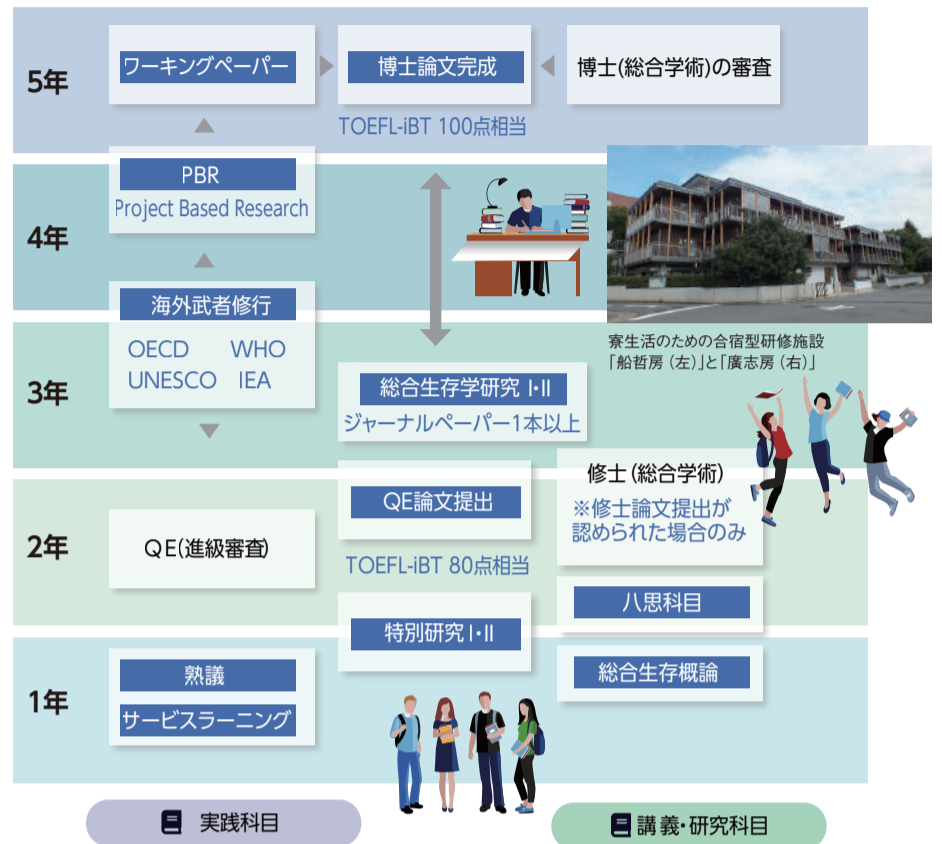 5年
ワーキングペーパー
博士論文完成
博士(総合学術)の審査
TOEFL-iBT 100点相当
4年
PBR
Project Based Research
海外武者修行
OECD WHO
UNESCO IEA
寮生活のための合宿型研修施設
「船哲房(左)」と「廣志房(右)」
3年
総合生存学研究 I・II
ジャーナルペーパー1本以上
2年
QE(進級審査)
QE論文提出
TOEFL-iBT 80点相当
修士(総合学術)
※修士論文提出が
認められた場合のみ
八思科目
特別研究 I・II
1年
熟議
サービスラーニング
総合生存概論
実践科目
講義・研究科目